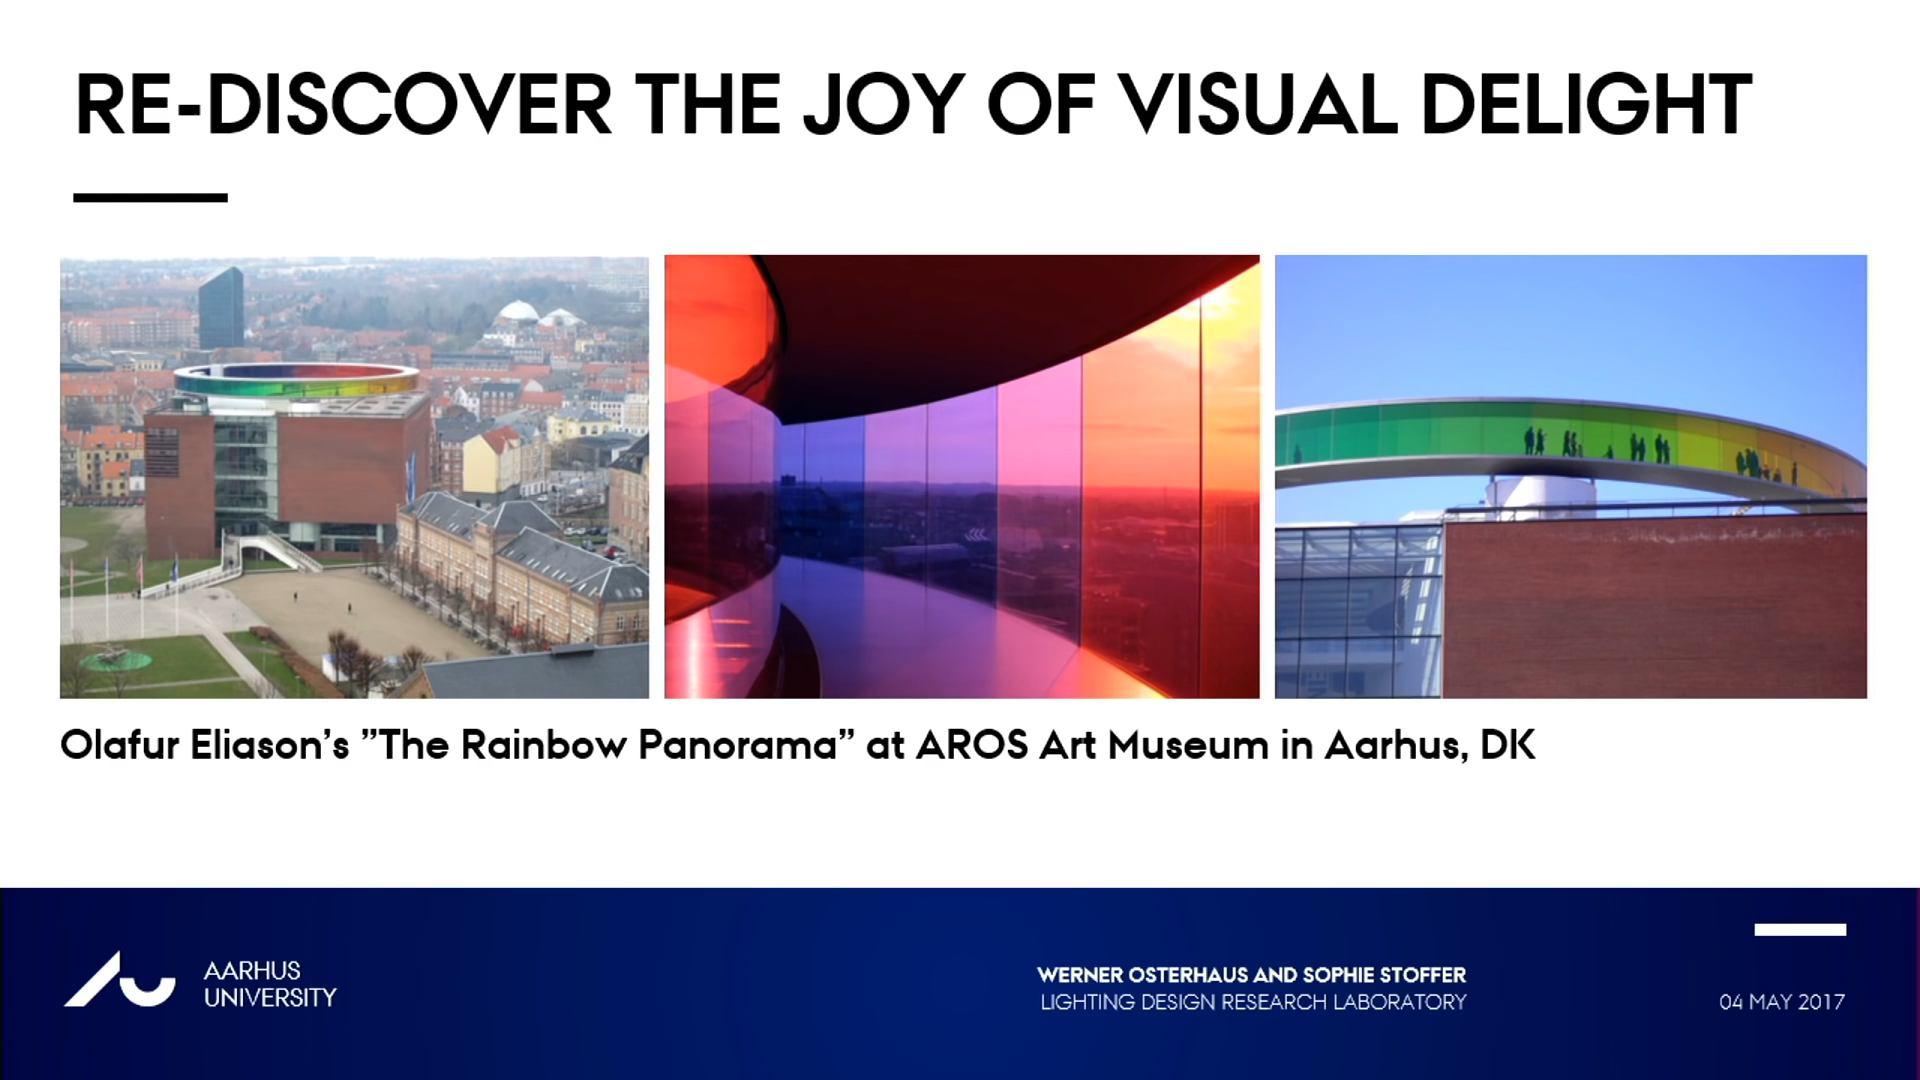 RE-DISCOVER THE JOY OF VISUAL DELIGHT
Olafur Eliason's ”The Rainbow Panorama” at AROS Art Museum in Aarhus, DK
AARHUS
UNIVERSITY
WERNER OSTERHAUS AND SOPHIE STOFFER
LIGHTING DESIGN RESEARCH LABORATORY
04 MAY 2017